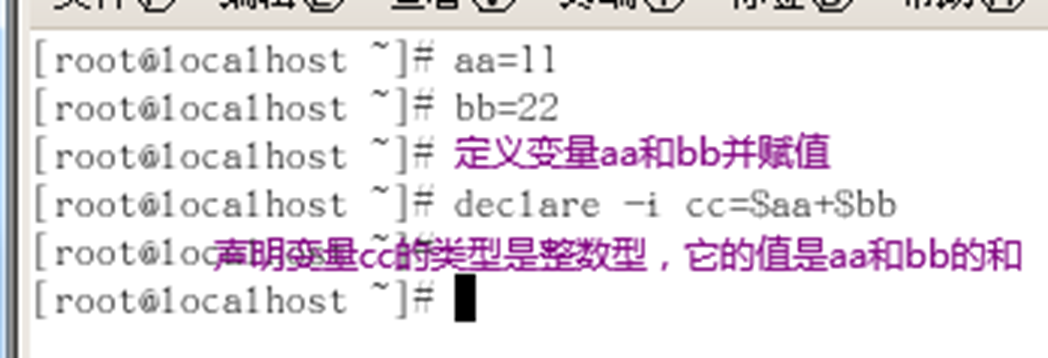 [root@localhost ~]# aa=11
[root@localhost ~]# bb=22
[root@localhost ~]# 定义变量aa和bb并赋值
[root@localhost ~]# declare -i cc=$aa+$bb
[root@localhost ~]# 声明变量cc的类型是整数型，它的值是aa和bb的和
[root@localhost ~]#